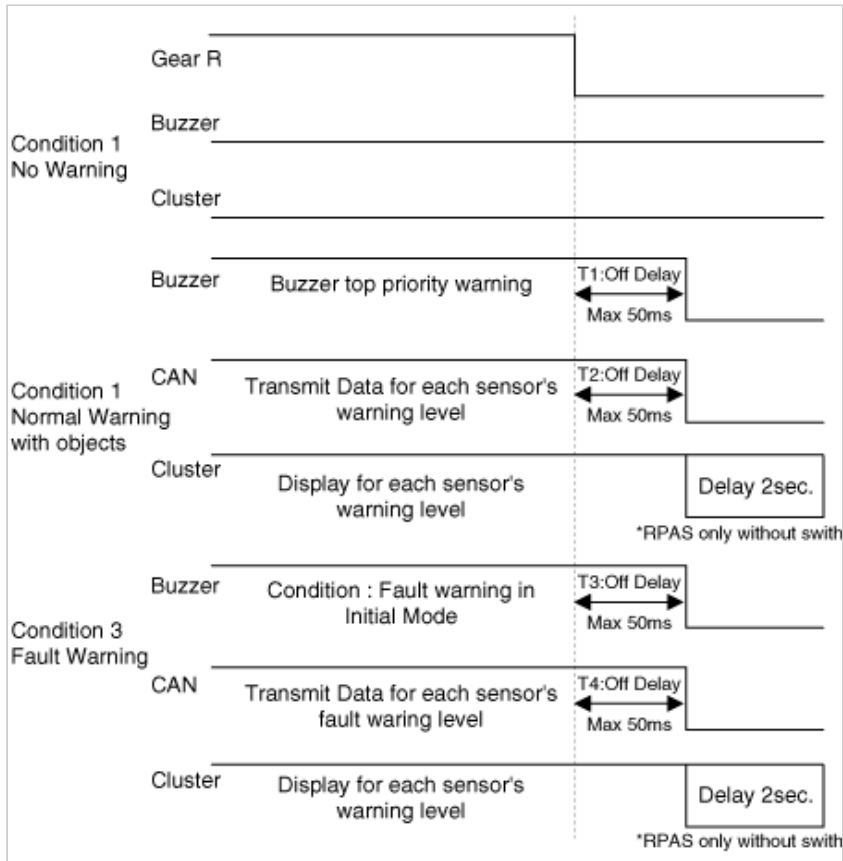 Gear R
Buzzer
Condition 1
No Warning
Cluster
Buzzer
Buzzer top priority warning
T1:Off Delay
Max 50ms
Condition 1
Normal Warning
with objects
CAN
Transmit Data for each sensor's
warning level
T2:Off Delay
Max 50ms
Cluster
Display for each sensor's
warning level
Delay 2sec.
*RPAS only without swith
Buzzer
Condition : Fault warning in
Initial Mode
T3:Off Delay
Max 50ms
Condition 3
Fault Warning
CAN
Transmit Data for each sensor's
fault waring level
T4:Off Delay
Max 50ms
Cluster
Display for each sensor's
warning level
Delay 2sec.
*RPAS only without swith